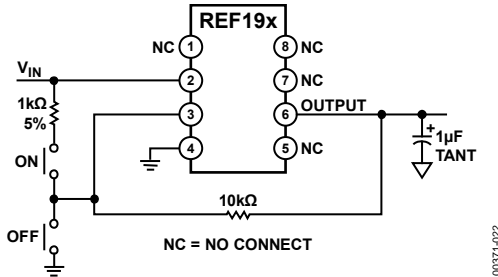 REF19x
NC 1
8 NC
VIN
2
7 NC
1kΩ
5%
3
6
OUTPUT
ON
4
5 NC
+
1µF
TANT
10kΩ
OFF
NC = NO CONNECT
00371-022